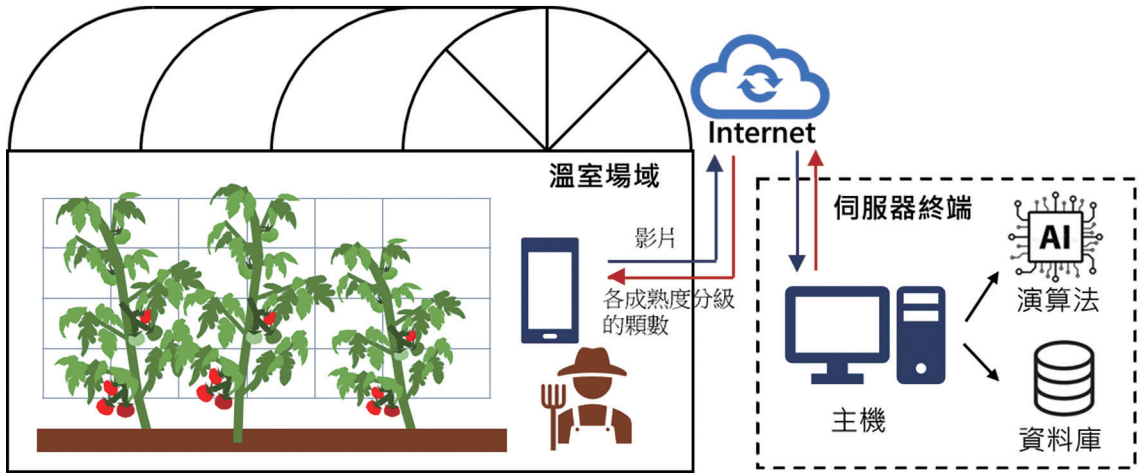 溫室場域
影片
各成熟度分級
的顆數
Internet
伺服器終端
AI
演算法
主機
資料庫